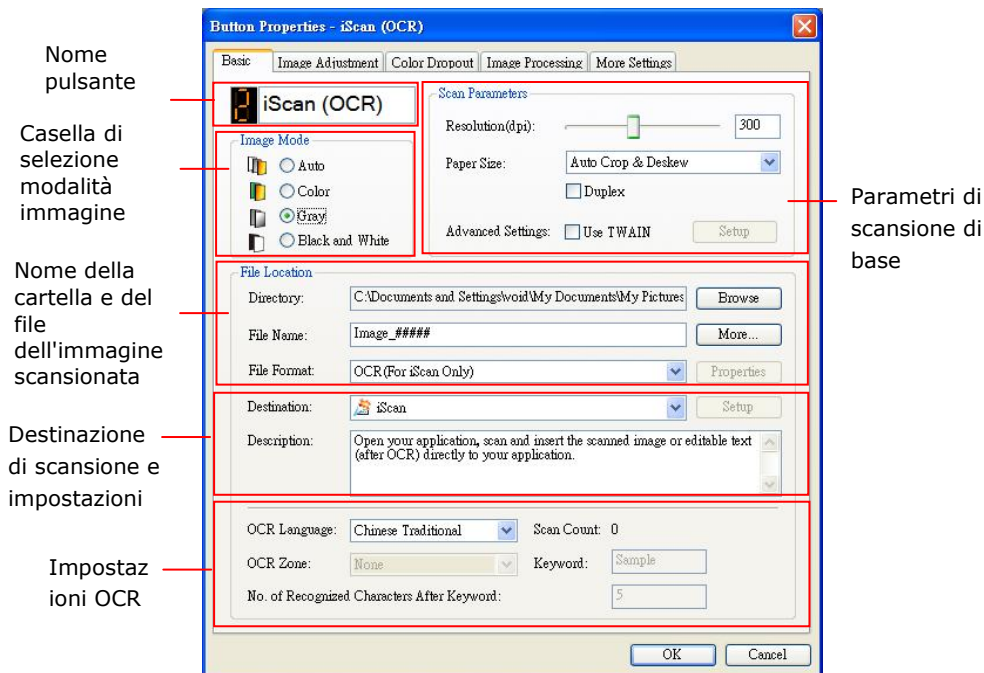 Button Properties - iScan (OCR)
Basic
Image Adjustment
Color Dropout
Image Processing
More Settings
Nome
pulsante
iScan (OCR)
Casella di
selezione
modalità
immagine
Image Mode
Auto
Color
Gray
Black and White
Scan Parameters
Resolution(dpi): 300
Paper Size: Auto Crop & Deskew
Duplex
Advanced Settings: Use TWAIN Setup
Parametri di
scansione di
base
Nome della
cartella e del
file
dell'immagine
scansionata
File Location
Directory: C:\Documents and Settings\void\My Documents\My Pictures Browse
File Name: Image_##### More...
File Format: OCR(For iScan Only) Properties
Destinazione
di scansione e
impostazioni
Destination: iScan Setup
Description: Open your application, scan and insert the scanned image or editable text
(after OCR) directly to your application.
Impostaz
ioni OCR
OCR Language: Chinese Traditional Scan Count: 0
OCR Zone: None Keyword: Sample
No. of Recognized Characters After Keyword: 5
OK Cancel